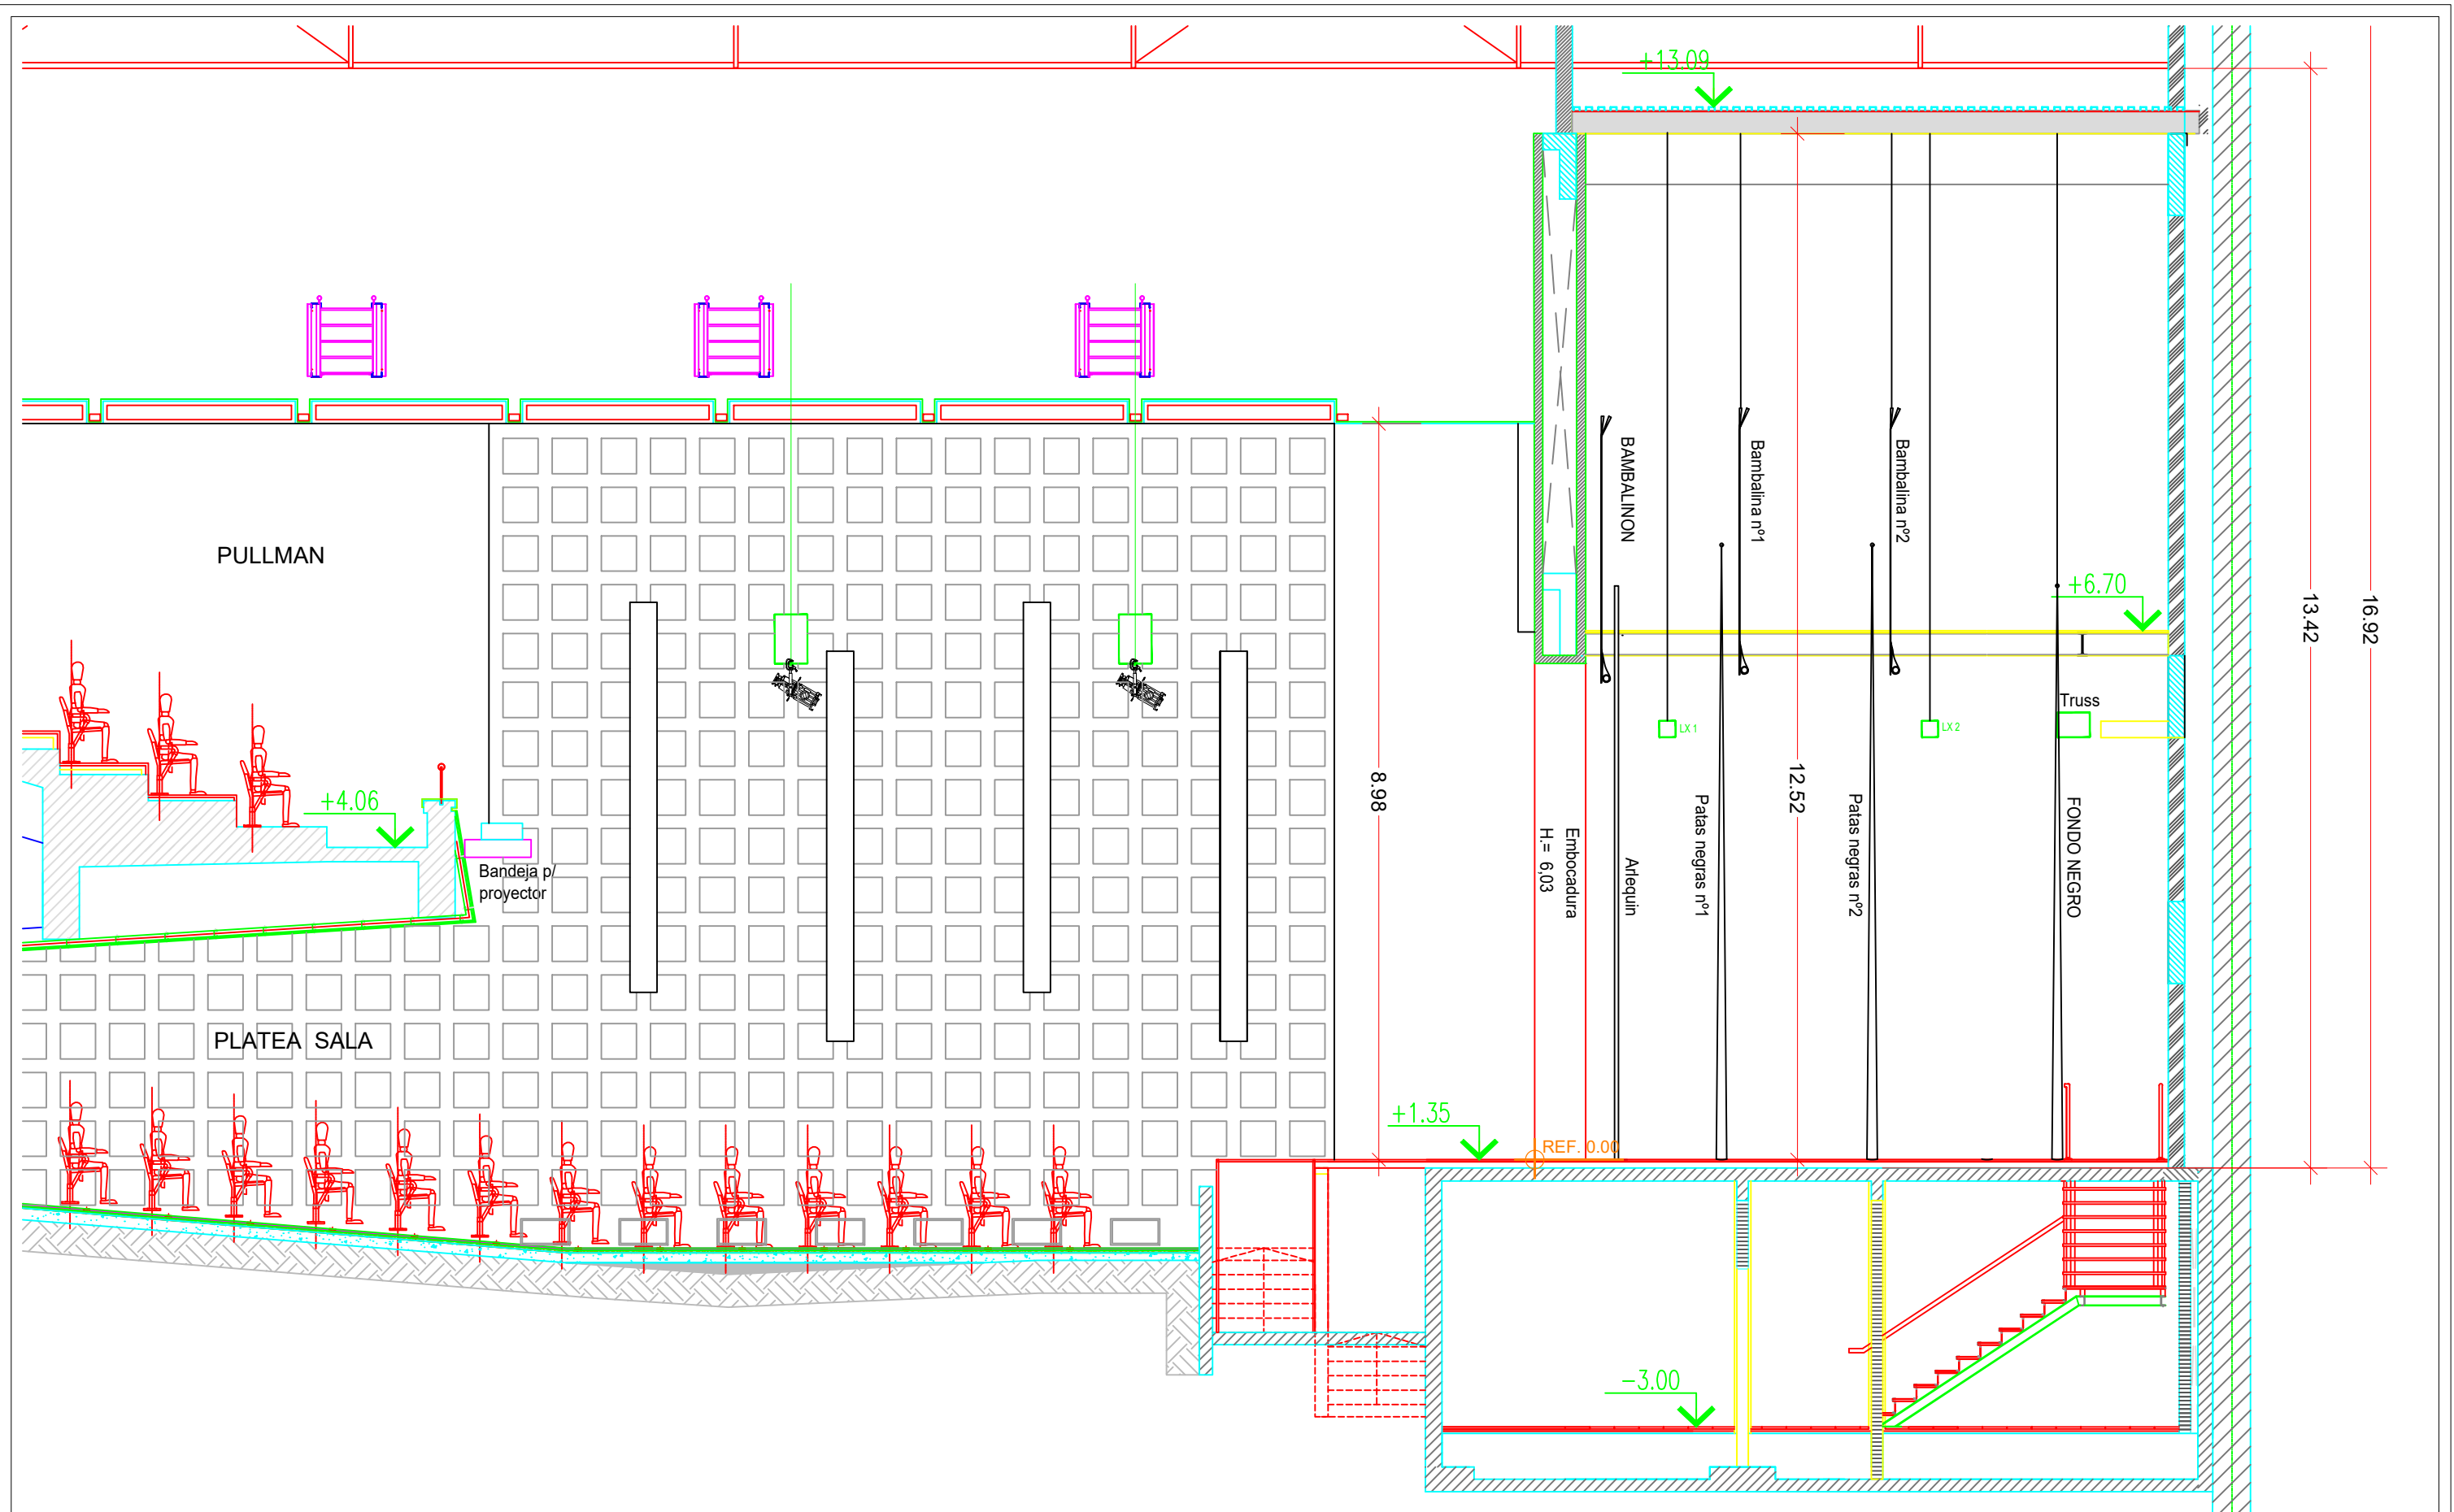 +13.09
BAMBALINON
Bambalina nº1
Bambalina nº2
PULLMAN
+6.70
13.42
16.92
Truss
LX 1
LX 2
+4.06
8.98
12.52
Bandeja p/
proyector
Embocadura
H.= 6,03
Arlequin
Patas negras nº1
Patas negras nº2
FONDO NEGRO
PLATEA SALA
+1.35
REF. 0.00
-3.00